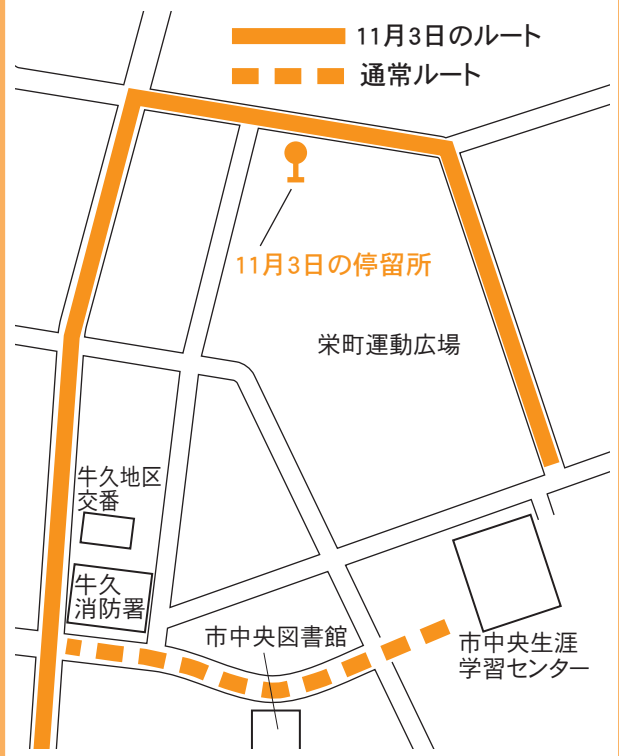 11月3日のルート
通常ルート
11月3日の停留所
栄町運動広場
牛久地区
交番
牛久
消防署
市中央図書館
市中央生涯
学習センター